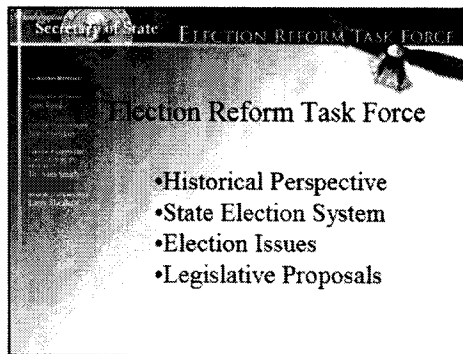 Secretary of State
ELECTION REFORM TASK FORCE
Election Reform Task Force
•Historical Perspective
•State Election System
•Election Issues
•Legislative Proposals